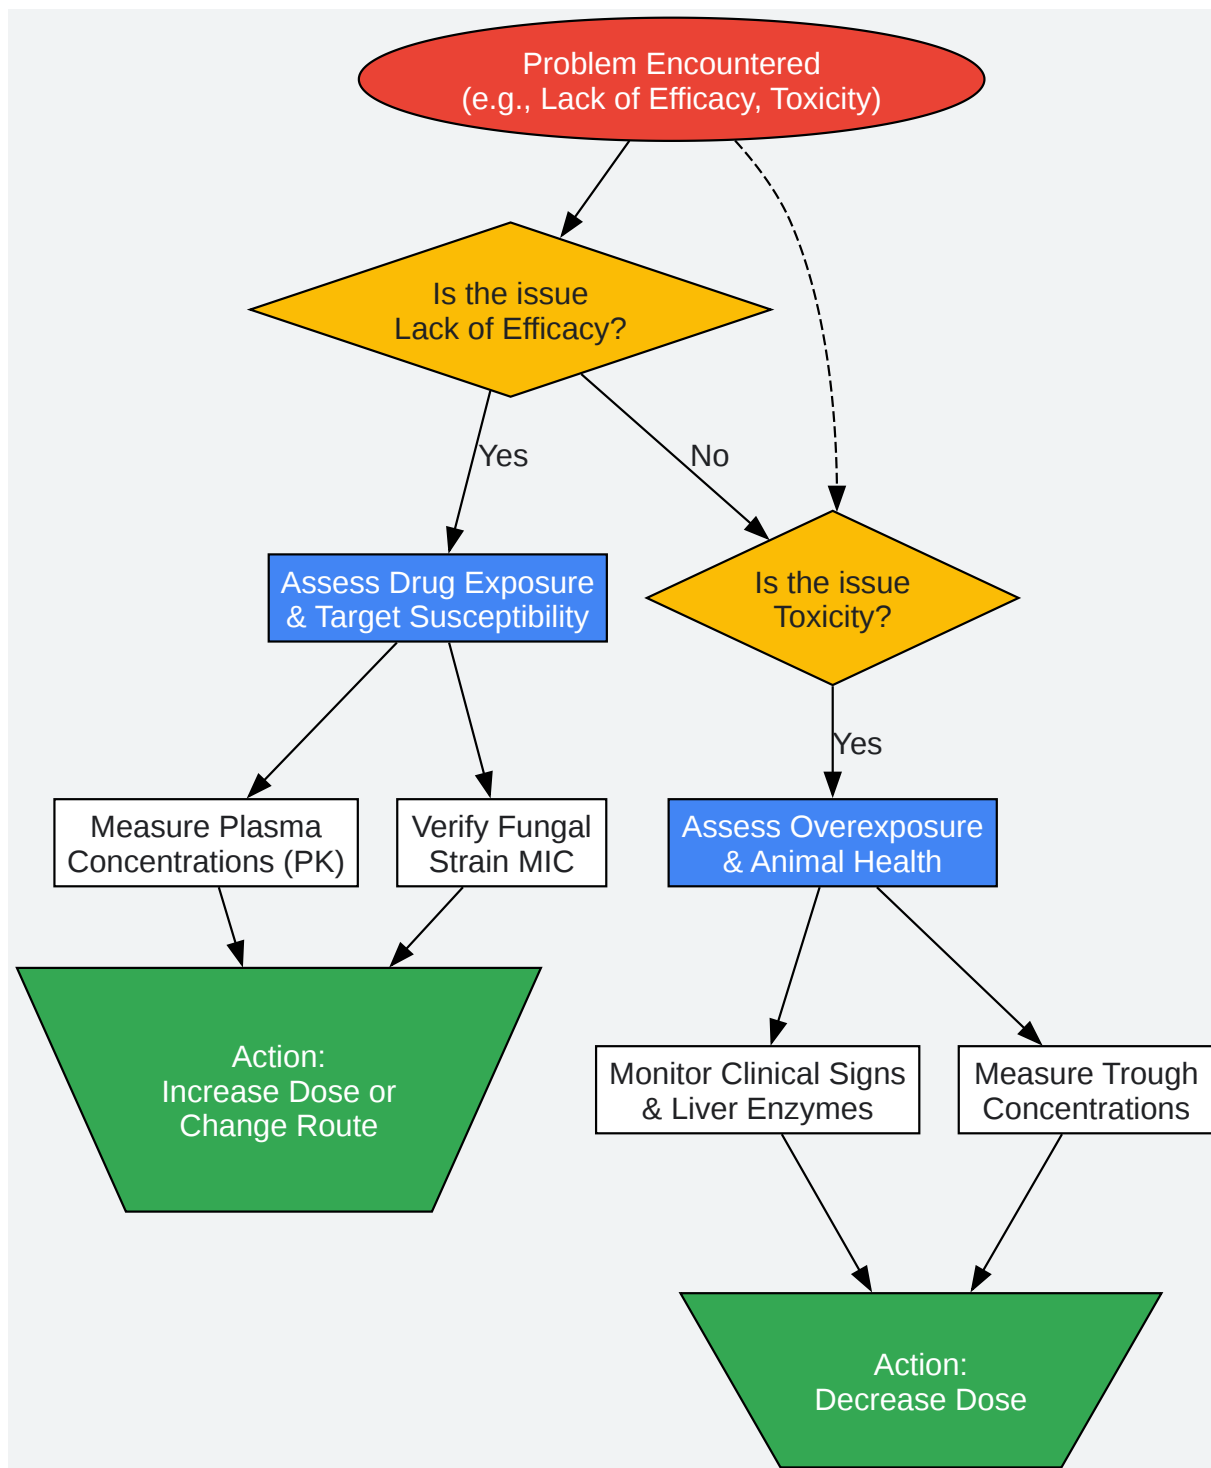 Problem Encountered
(e.g., Lack of Efficacy, Toxicity)
Is the issue
Lack of Efficacy?
Yes
No
Assess Drug Exposure
& Target Susceptibility
Is the issue
Toxicity?
Yes
Measure Plasma
Concentrations (PK)
Verify Fungal
Strain MIC
Assess Overexposure
& Animal Health
Action:
Increase Dose or
Change Route
Monitor Clinical Signs
& Liver Enzymes
Measure Trough
Concentrations
Action:
Decrease Dose